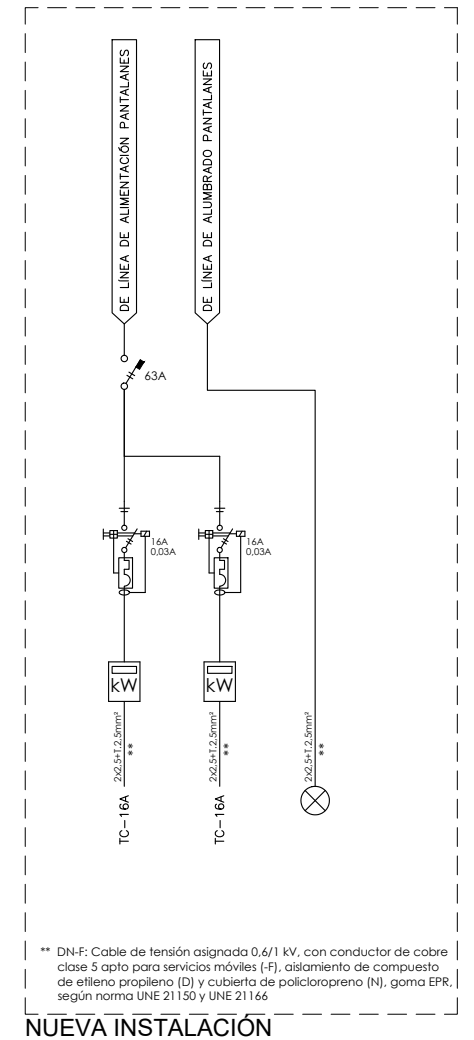 DE LÍNEA DE ALIMENTACIÓN PANTALANES
DE LÍNEA DE ALUMBRADO PANTALANES
63A
16A
0,03A
16A
0,03A
kW
kW
2x2.5+T.2.5mm²
**
2x2.5+T.2.5mm²
**
2x2.5+T.2.5mm²
**
TC-16A
TC-16A
** DN-F: Cable de tensión asignada 0,6/1 kV, con conductor de cobre
clase 5 apto para servicios móviles (-F), aislamiento de compuesto
de etileno propileno (D) y cubierta de policloropreno (N), goma EPR,
según norma UNE 21150 y UNE 21166
NUEVA INSTALACIÓN